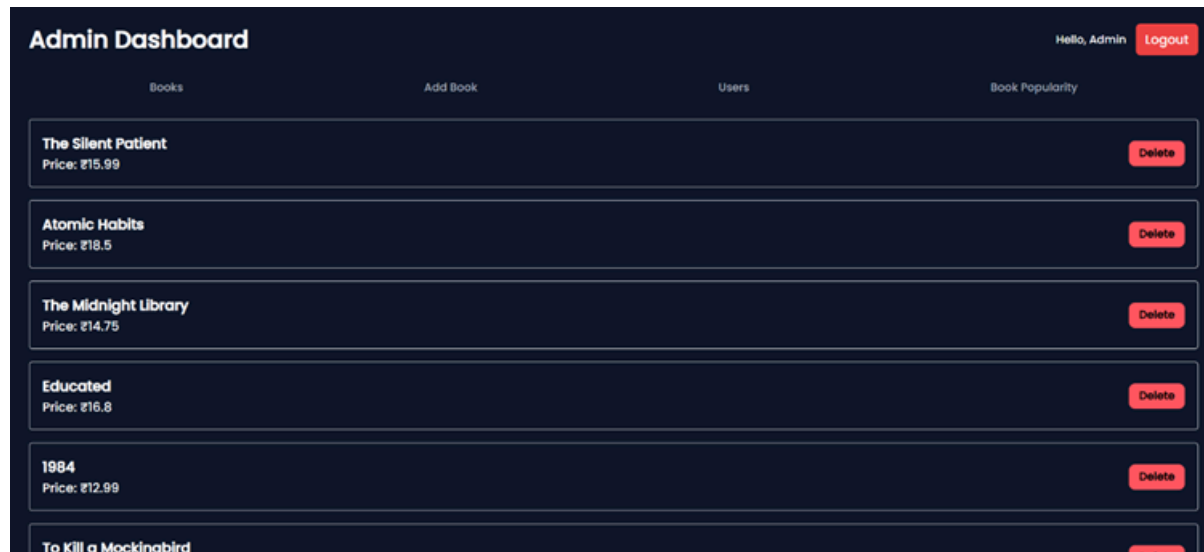 Admin Dashboard
Hello, Admin Logout
Books Add Book Users Book Popularity
The Silent Patient
Price: ₹15.99
Delete
Atomic Habits
Price: ₹18.5
Delete
The Midnight Library
Price: ₹14.75
Delete
Educated
Price: ₹16.8
Delete
1984
Price: ₹12.99
Delete
To Kill a Mockingbird